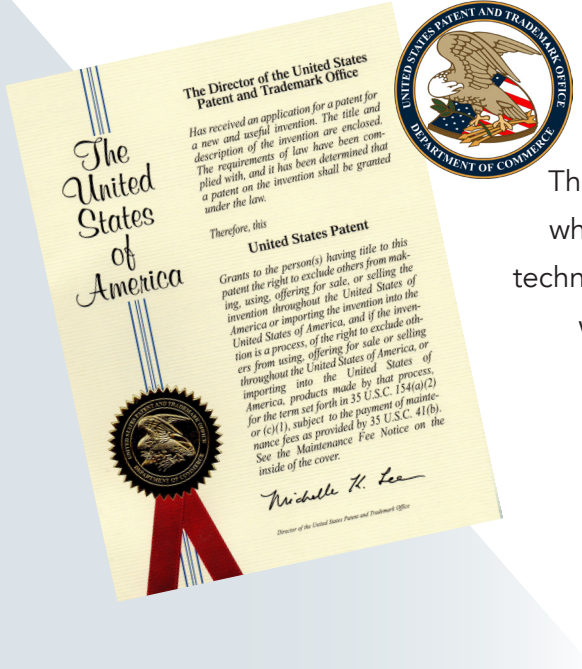 The
United
States
of
America
The Director of the United States
Patent and Trademark Office
Has received an application for a patent for
a new and useful invention. The title and
description of the invention are enclosed.
The requirements of law have been com-
plied with, and it has been determined that
a patent on the invention shall be granted
under the law.
Therefore, this
United States Patent
Grants to the person(s) having title to this
patent the right to exclude others from mak-
ing, using, offering for sale, or selling the
invention throughout the United States of
America or importing the invention into the
United States of America, and if the inven-
tion is a process, of the right to exclude oth-
ers from using, offering for sale or selling
throughout the United States of America, or
importing into the United States of
America, products made by that process,
for the term set forth in 35 U.S.C. 154(a)(2)
or (c)(1), subject to the payment of mainte-
nance fees as provided by 35 U.S.C. 41(b).
See the Maintenance Fee Notice on the
inside of the cover.
Michelle K. Lee
Director of the United States Patent and Trademark Office
UNITED STATES PATENT AND TRADEMARK OFFICE
DEPARTMENT OF COMMERCE
UNITED STATES PATENT AND TRADEMARK OFFICE
DEPARTMENT OF COMMERCE
Th
wh
techn